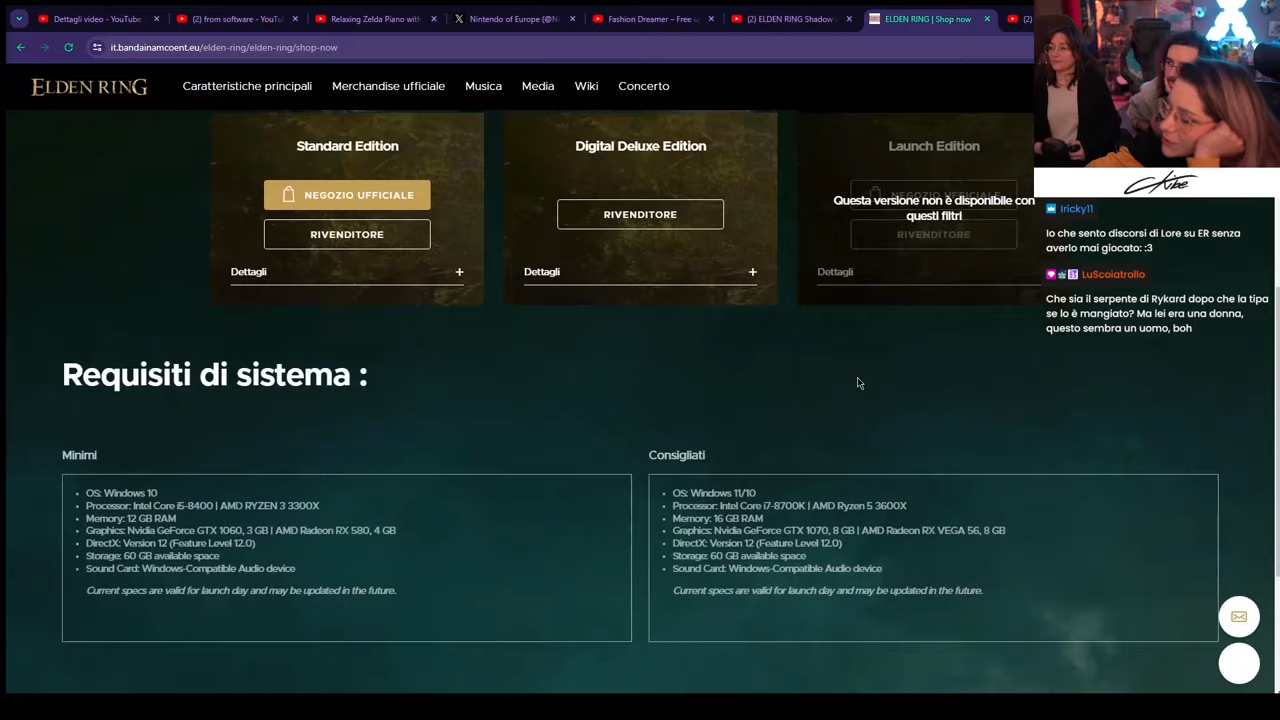 Dettagli video - YouTube
(2) from software - YouTu
Relaxing Zelda Piano with
Nintendo of Europe (@N
Fashion Dreamer – Free u
(2) ELDEN RING Shadow
ELDEN RING | Shop now
(2)
it.bandainamcoent.eu/elden-ring/elden-ring/shop-now
ELDEN RING
Caratteristiche principali
Merchandise ufficiale
Musica
Media
Wiki
Concerto
Standard Edition
NEGOZIO UFFICIALE
RIVENDITORE
Dettagli +
Digital Deluxe Edition
RIVENDITORE
Dettagli +
Launch Edition
NEGOZIO UFFICIALE
Questa versione non è disponibile con
questi filtri
RIVENDITORE
Dettagli
Requisiti di sistema :
Minimi
OS: Windows 10
Processor: Intel Core i5-8400 | AMD RYZEN 3 3300X
Memory: 12 GB RAM
Graphics: Nvidia GeForce GTX 1060, 3 GB | AMD Radeon RX 580, 4 GB
DirectX: Version 12 (Feature Level 12.0)
Storage: 60 GB available space
Sound Card: Windows-Compatible Audio device
Current specs are valid for launch day and may be updated in the future.
Consigliati
OS: Windows 11/10
Processor: Intel Core i7-8700K | AMD Ryzen 5 3600X
Memory: 16 GB RAM
Graphics: Nvidia GeForce GTX 1070, 8 GB | AMD Radeon RX VEGA 56, 8 GB
DirectX: Version 12 (Feature Level 12.0)
Storage: 60 GB available space
Sound Card: Windows-Compatible Audio device
Current specs are valid for launch day and may be updated in the future.
Iricky11
Io che sento discorsi di Lore su ER senza
averlo mai giocato: :3
LuScoiatrollo
Che sia il serpente di Rykard dopo che la tipa
se lo è mangiato? Ma lei era una donna,
questo sembra un uomo, boh